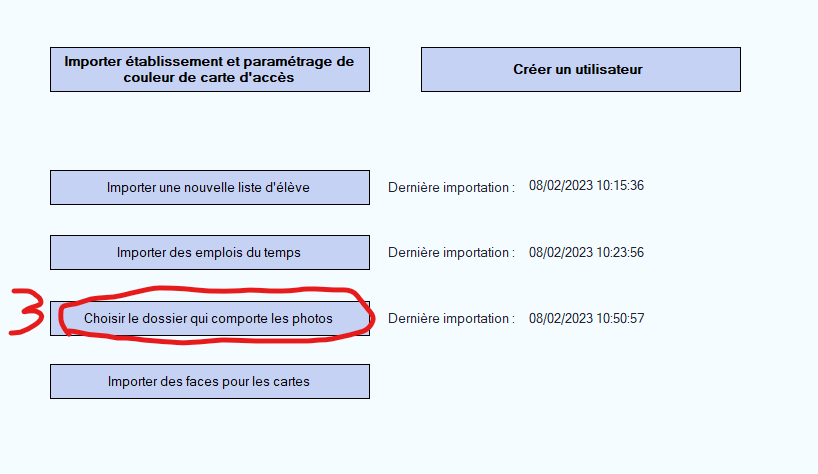 Importer établissement et paramétrage de
couleur de carte d'accès
Créer un utilisateur
Importer une nouvelle liste d'élève
Dernière importation : 08/02/2023 10:15:36
Importer des emplois du temps
Dernière importation : 08/02/2023 10:23:56
3
Choisir le dossier qui comporte les photos
Dernière importation : 08/02/2023 10:50:57
Importer des faces pour les cartes